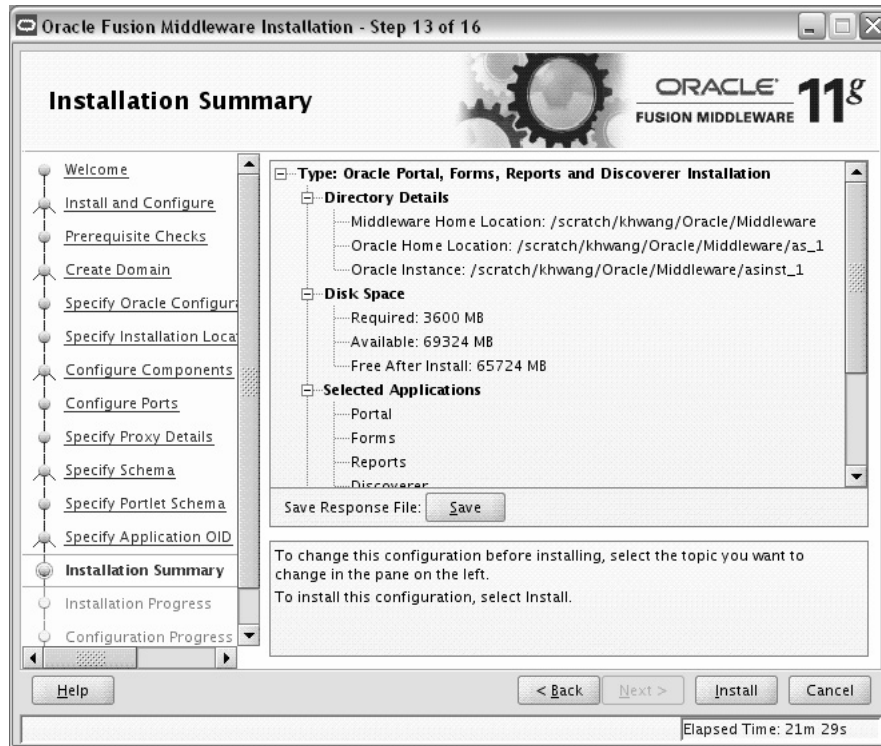 Oracle Fusion Middleware Installation - Step 13 of 16
Installation Summary
ORACLE
FUSION MIDDLEWARE
11g
Welcome
Install and Configure
Prerequisite Checks
Create Domain
Specify Oracle Configura
Specify Installation Locat
Configure Components
Configure Ports
Specify Proxy Details
Specify Schema
Specify Portlet Schema
Specify Application OID
Installation Summary
Installation Progress
Configuration Progress
Type: Oracle Portal, Forms, Reports and Discoverer Installation
Directory Details
Middleware Home Location: /scratch/khwang/Oracle/Middleware
Oracle Home Location: /scratch/khwang/Oracle/Middleware/as_1
Oracle Instance: /scratch/khwang/Oracle/Middleware/asinst_1
Disk Space
Required: 3600 MB
Available: 69324 MB
Free After Install: 65724 MB
Selected Applications
Portal
Forms
Reports
Discoverer
Save Response File: Save
To change this configuration before installing, select the topic you want to
change in the pane on the left.
To install this configuration, select Install.
Help < Back Next > Install Cancel
Elapsed Time: 21m 29s